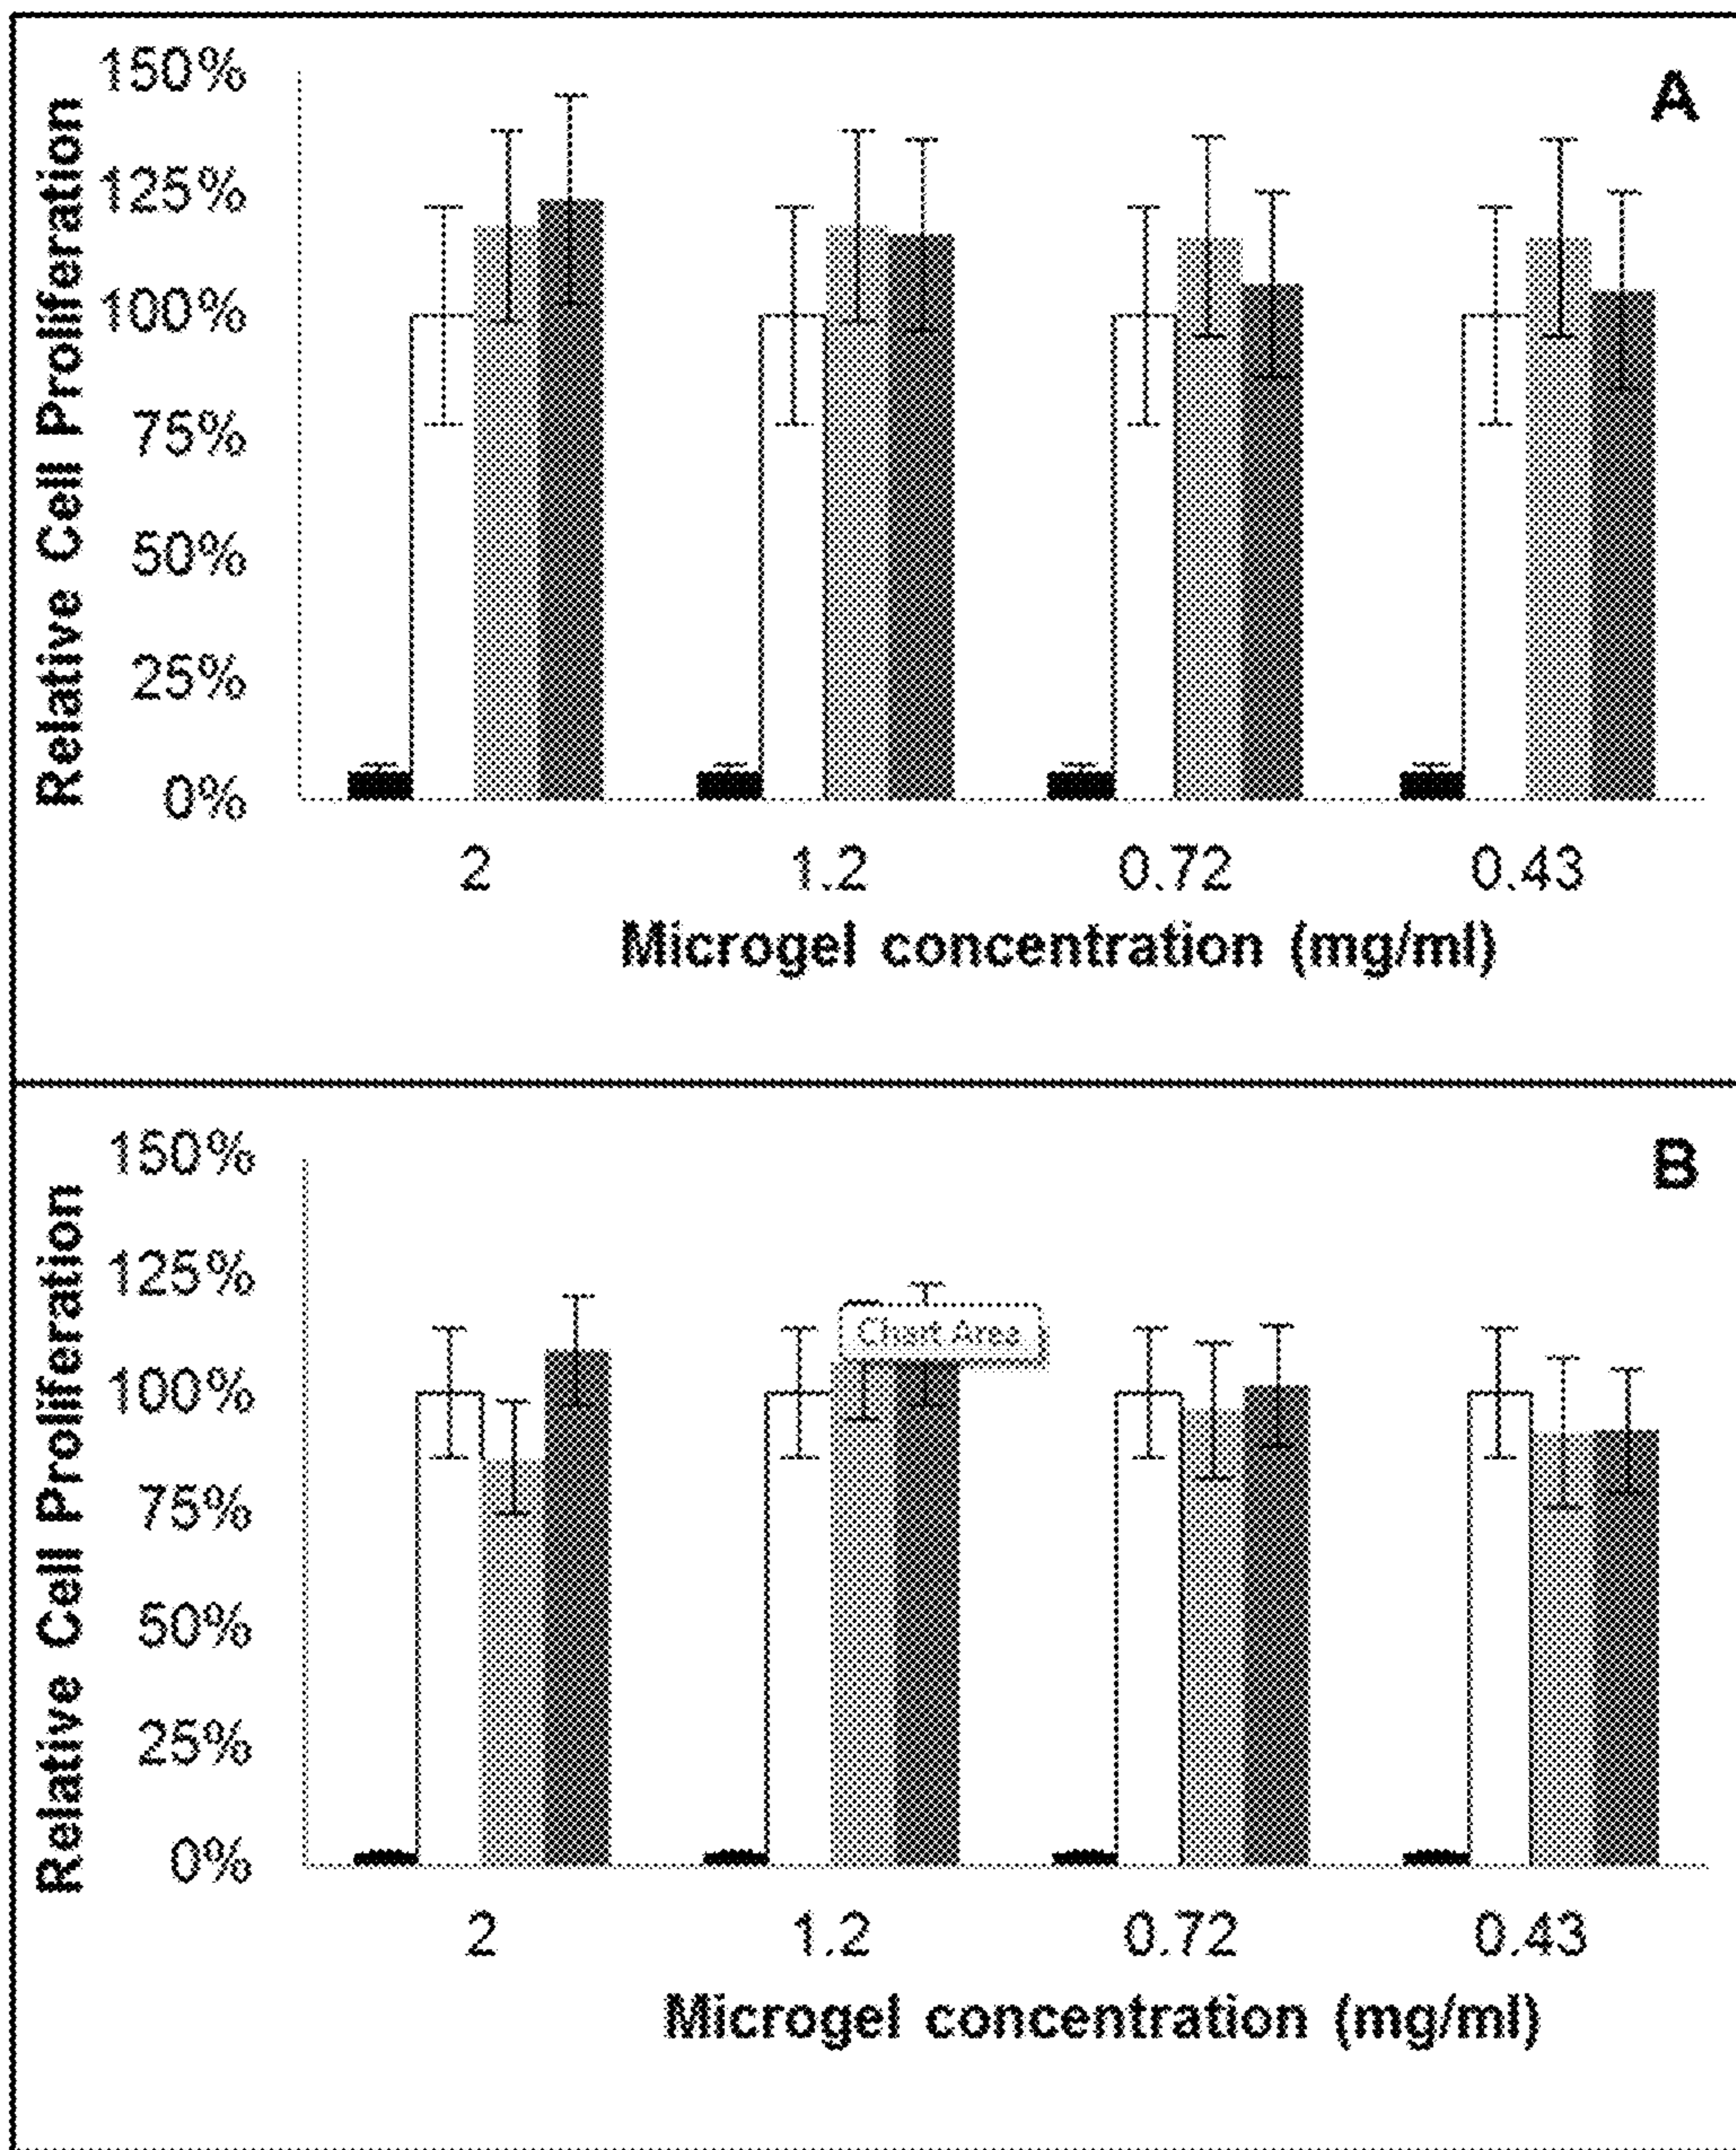 A
Relative Cell Proliferation
150%
125%
100%
75%
50%
25%
0%
2 1.2 0.72 0.43
Microgel concentration (mg/ml)
B
Relative Cell Proliferation
150%
125%
100%
75%
50%
25%
0%
Chart Area
2 1.2 0.72 0.43
Microgel concentration (mg/ml)